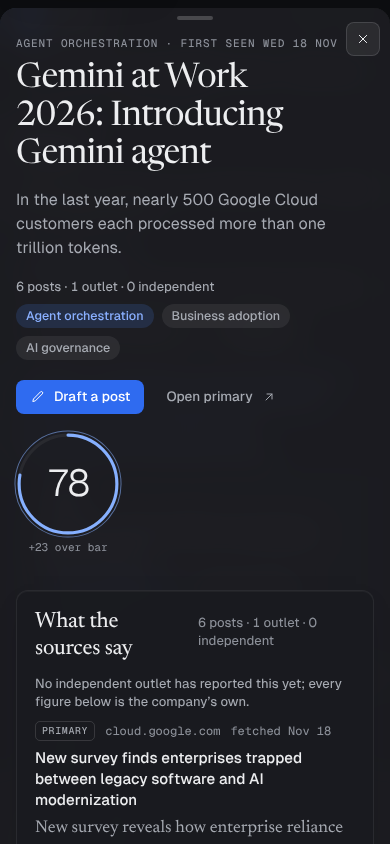 AGENT ORCHESTRATION · FIRST SEEN WED 18 NOV
Gemini at Work
2026: Introducing
Gemini agent
In the last year, nearly 500 Google Cloud
customers each processed more than one
trillion tokens.
6 posts · 1 outlet · 0 independent
Agent orchestration
Business adoption
AI governance
Draft a post
Open primary ↗
78
+23 over bar
What the
sources say
6 posts · 1 outlet · 0
independent
No independent outlet has reported this yet; every
figure below is the company's own.
PRIMARY cloud.google.com fetched Nov 18
New survey finds enterprises trapped
between legacy software and AI
modernization
New survey reveals how enterprise reliance